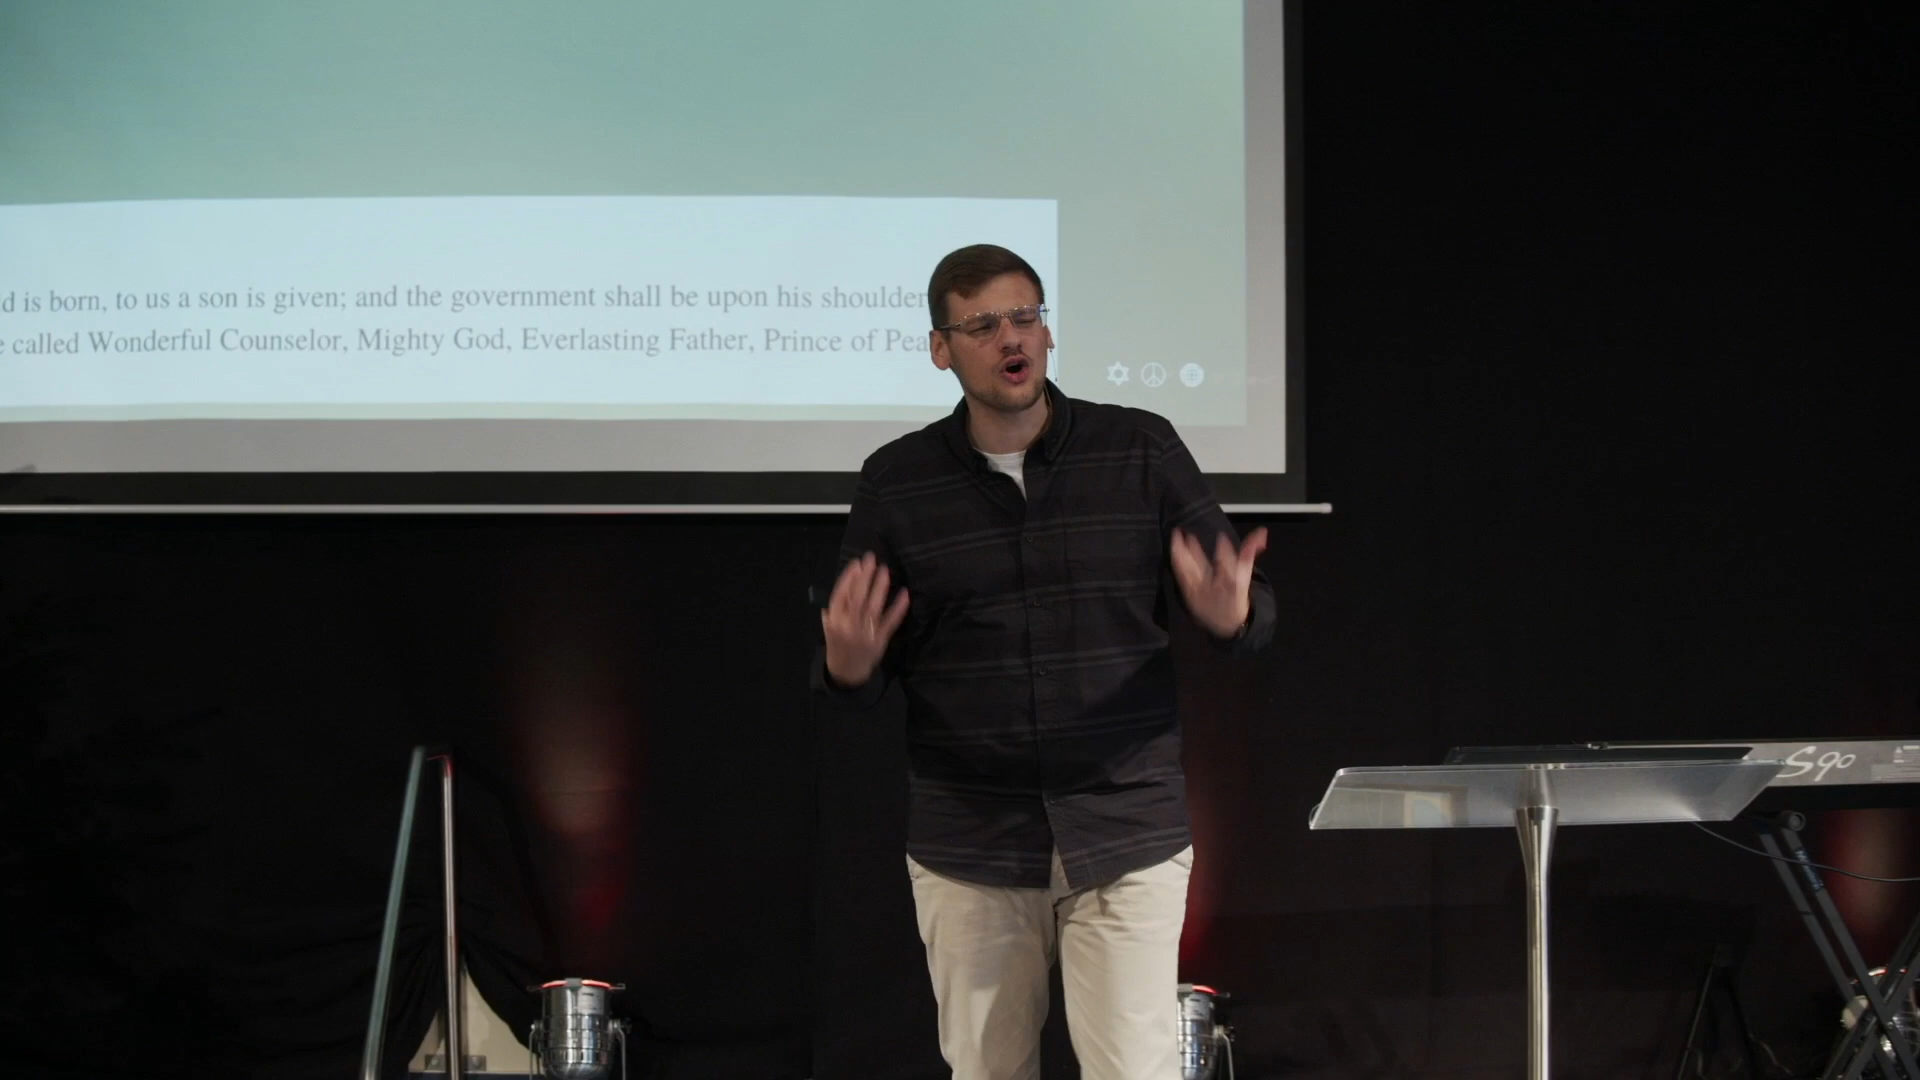 d is born, to us a son is given; and the government shall be upon his shoulder
e called Wonderful Counselor, Mighty God, Everlasting Father, Prince of Pea
S90